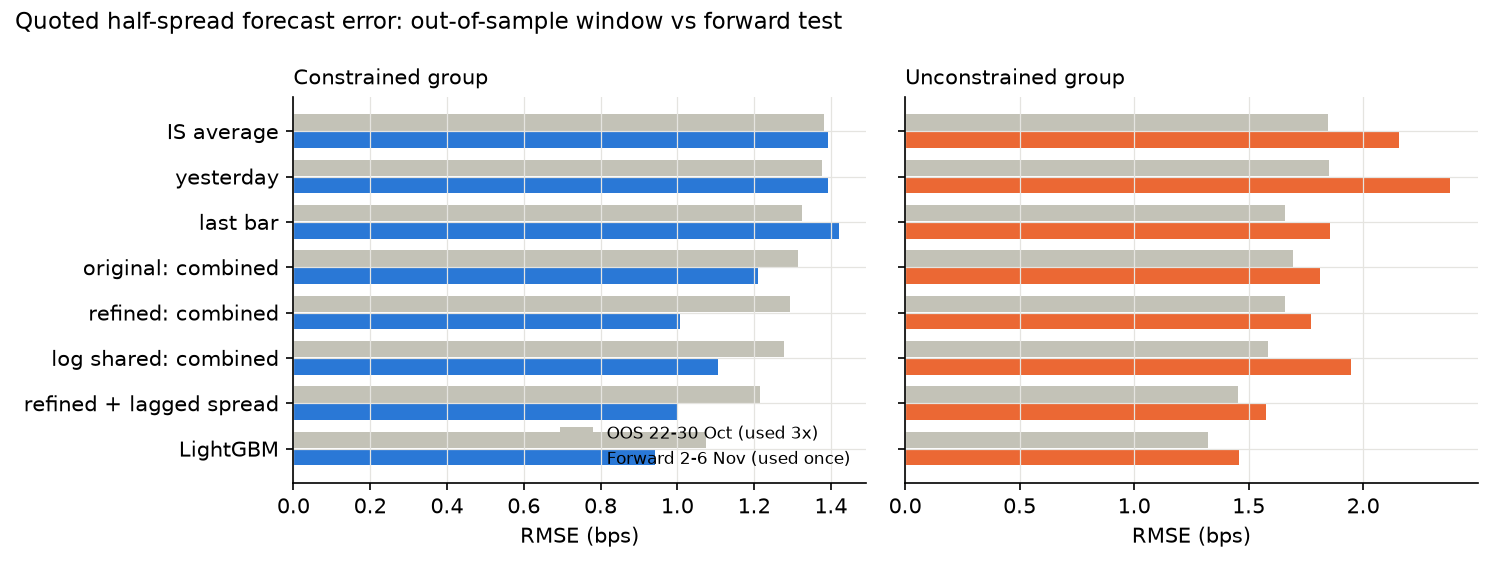 Quoted half-spread forecast error: out-of-sample window vs forward test
Constrained group
Unconstrained group
IS average
yesterday
last bar
original: combined
refined: combined
log shared: combined
refined + lagged spread
LightGBM
OOS 22-30 Oct (used 3x)
Forward 2-6 Nov (used once)
0.0 0.2 0.4 0.6 0.8 1.0 1.2 1.4
RMSE (bps)
0.0 0.5 1.0 1.5 2.0
RMSE (bps)